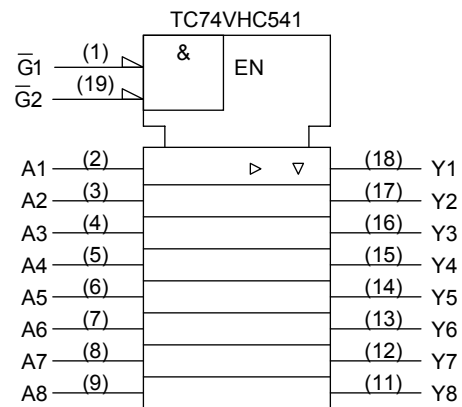 TC74VHC541
G̅1 (1) & EN
G̅2 (19)
A1 (2) (18) Y1
A2 (3) (17) Y2
A3 (4) (16) Y3
A4 (5) (15) Y4
A5 (6) (14) Y5
A6 (7) (13) Y6
A7 (8) (12) Y7
A8 (9) (11) Y8